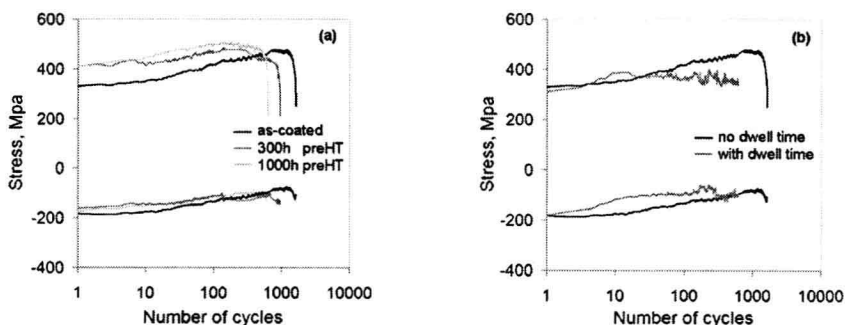 600
(a)
400
200
0
-200
-400
Stress, Mpa
as-coated
300h preHT
1000h preHT
1 10 100 1000 10000
Number of cycles
600
(b)
400
200
0
-200
-400
Stress, Mpa
no dwell time
with dwell time
1 10 100 1000 10000
Number of cycles